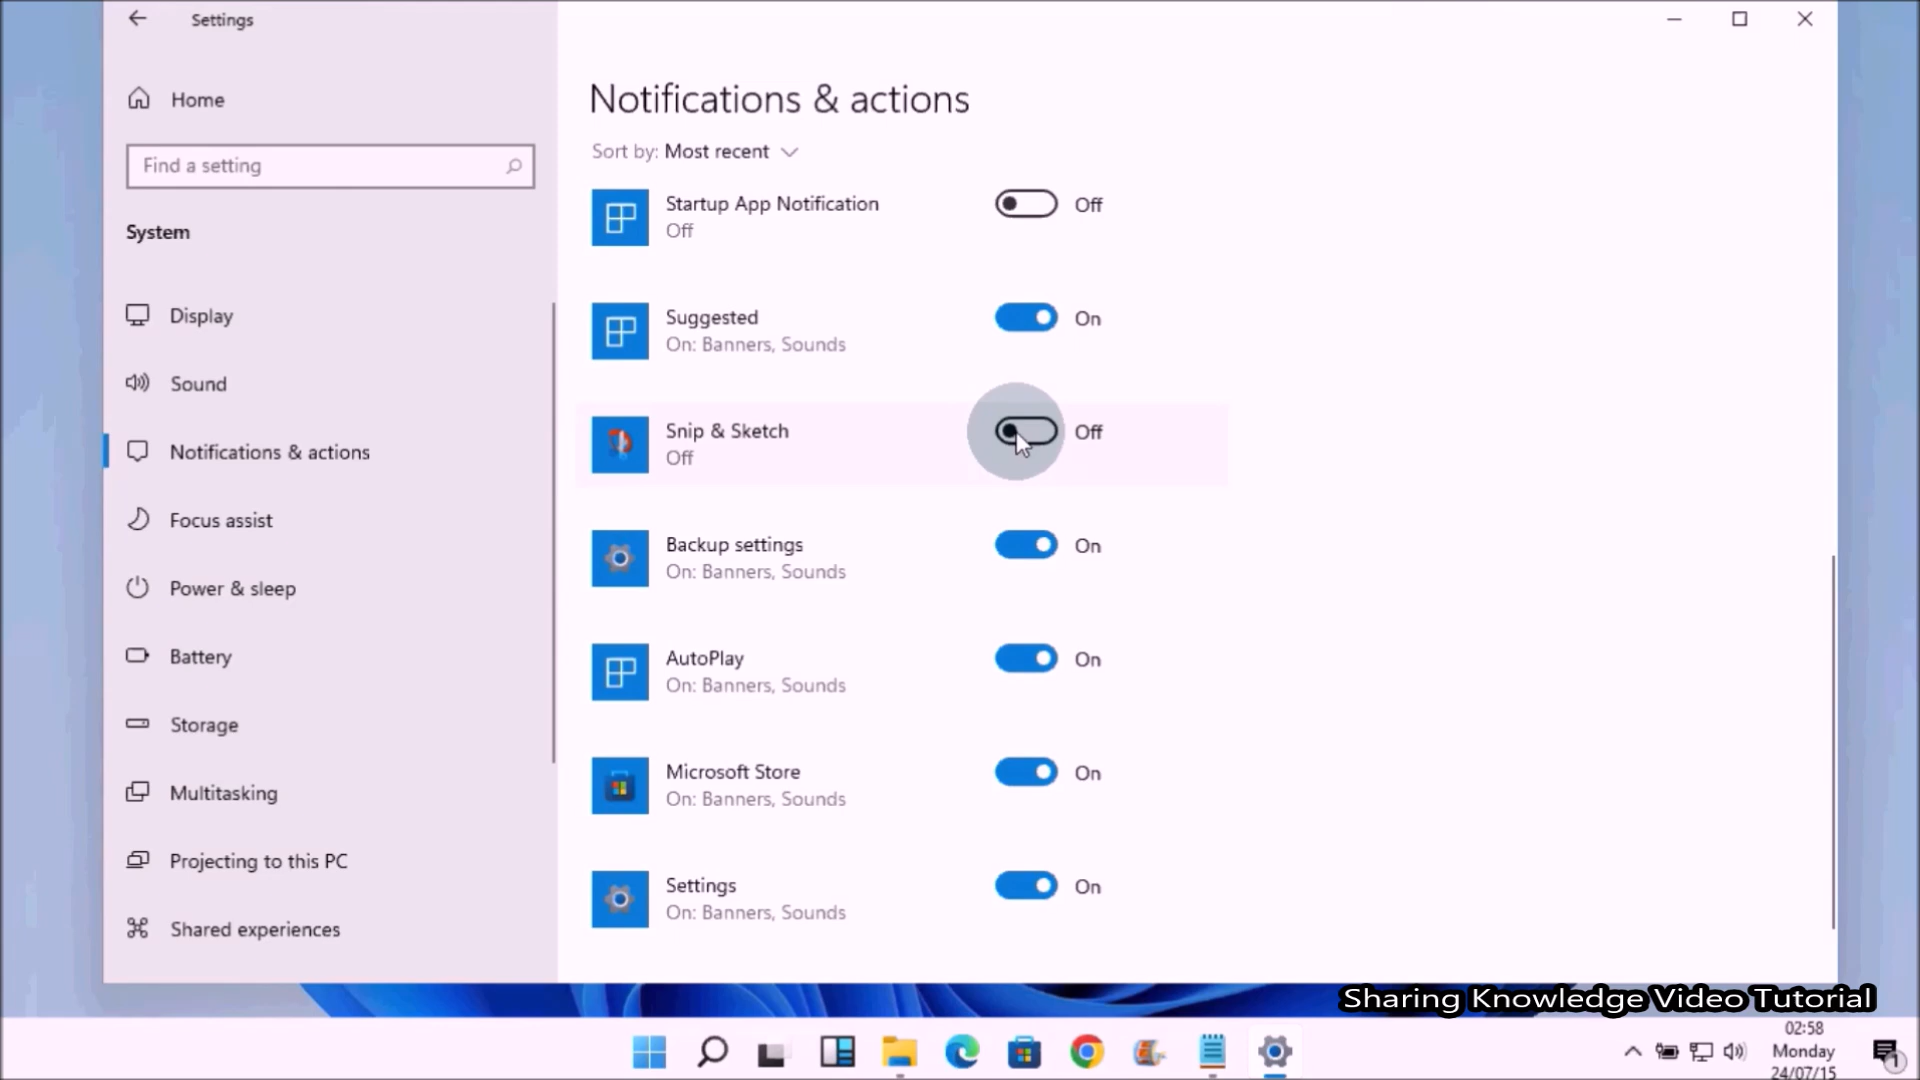 Settings
Home
Find a setting
System
Display
Sound
Notifications & actions
Focus assist
Power & sleep
Battery
Storage
Multitasking
Projecting to this PC
Shared experiences
Notifications & actions
Sort by: Most recent
Startup App Notification
Off
Off
Suggested
On: Banners, Sounds
On
Snip & Sketch
Off
Off
Backup settings
On: Banners, Sounds
On
AutoPlay
On: Banners, Sounds
On
Microsoft Store
On: Banners, Sounds
On
Settings
On: Banners, Sounds
On
Sharing Knowledge Video Tutorial
02:58
Monday
24/07/15
1